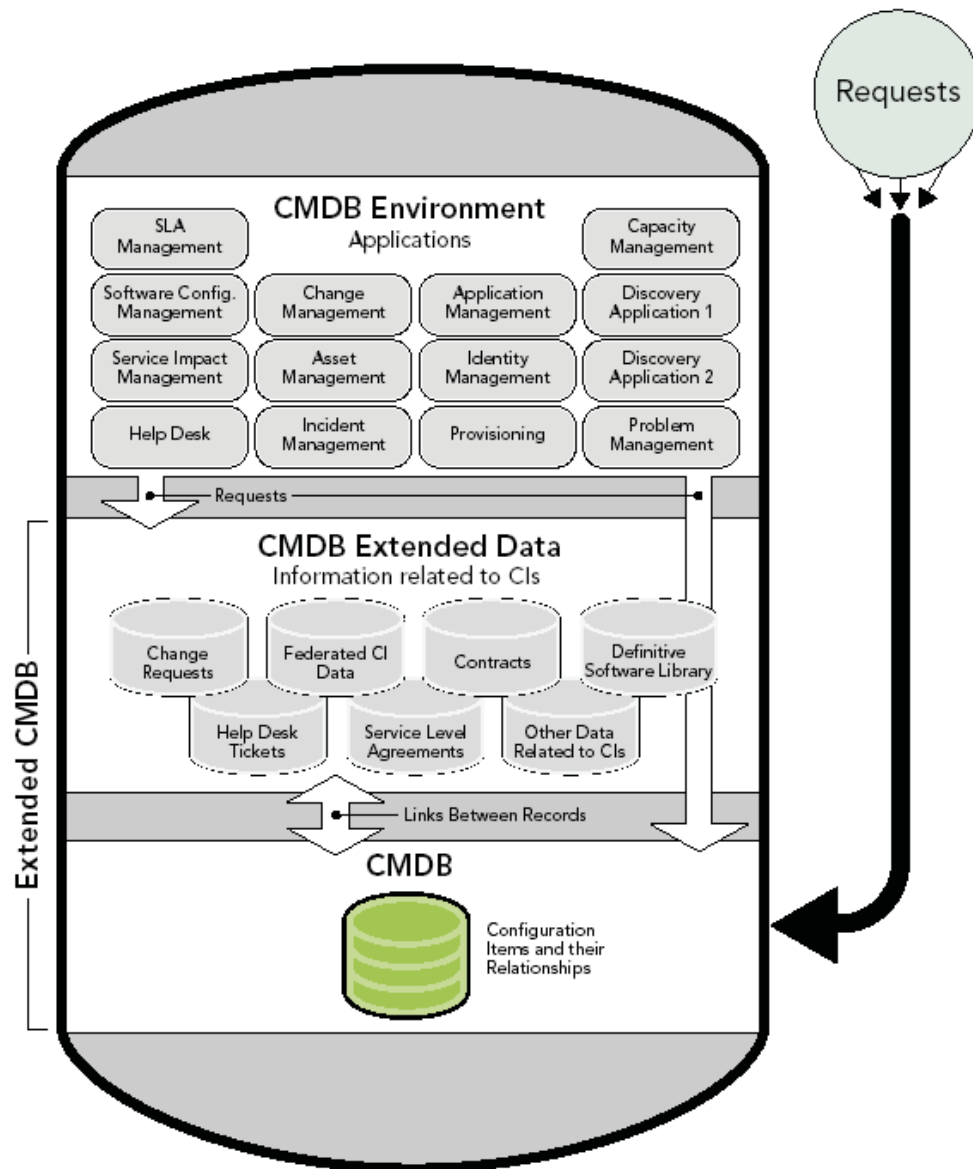 Requests
CMDB Environment
Applications
SLA
Management
Capacity
Management
Software Config.
Management
Change
Management
Application
Management
Discovery
Application 1
Service Impact
Management
Asset
Management
Identity
Management
Discovery
Application 2
Help Desk
Incident
Management
Provisioning
Problem
Management
Requests
CMDB Extended Data
Information related to CIs
Change
Requests
Federated CI
Data
Contracts
Definitive
Software Library
Help Desk
Tickets
Service Level
Agreements
Other Data
Related to CIs
Extended CMDB
Links Between Records
CMDB
Configuration
Items and their
Relationships